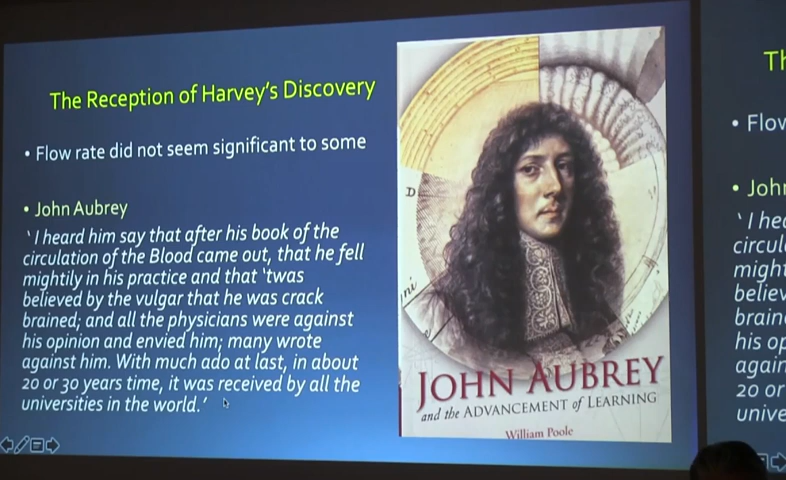 The Reception of Harvey's Discovery
• Flow rate did not seem significant to some
• John Aubrey
‘I heard him say that after his book of the
circulation of the Blood came out, that he fell
mightily in his practice and that ‘twas
believed by the vulgar that he was crack
brained; and all the physicians were against
his opinion and envied him; many wrote
against him. With much ado at last, in about
20 or 30 years time, it was received by all the
universities in the world.’
D
ni
JOHN AUBREY
and the ADVANCEMENT of LEARNING
William Poole
Th
• Flow
• John
‘I hea
circul
might
believ
brain
his op
again
20 or
unive